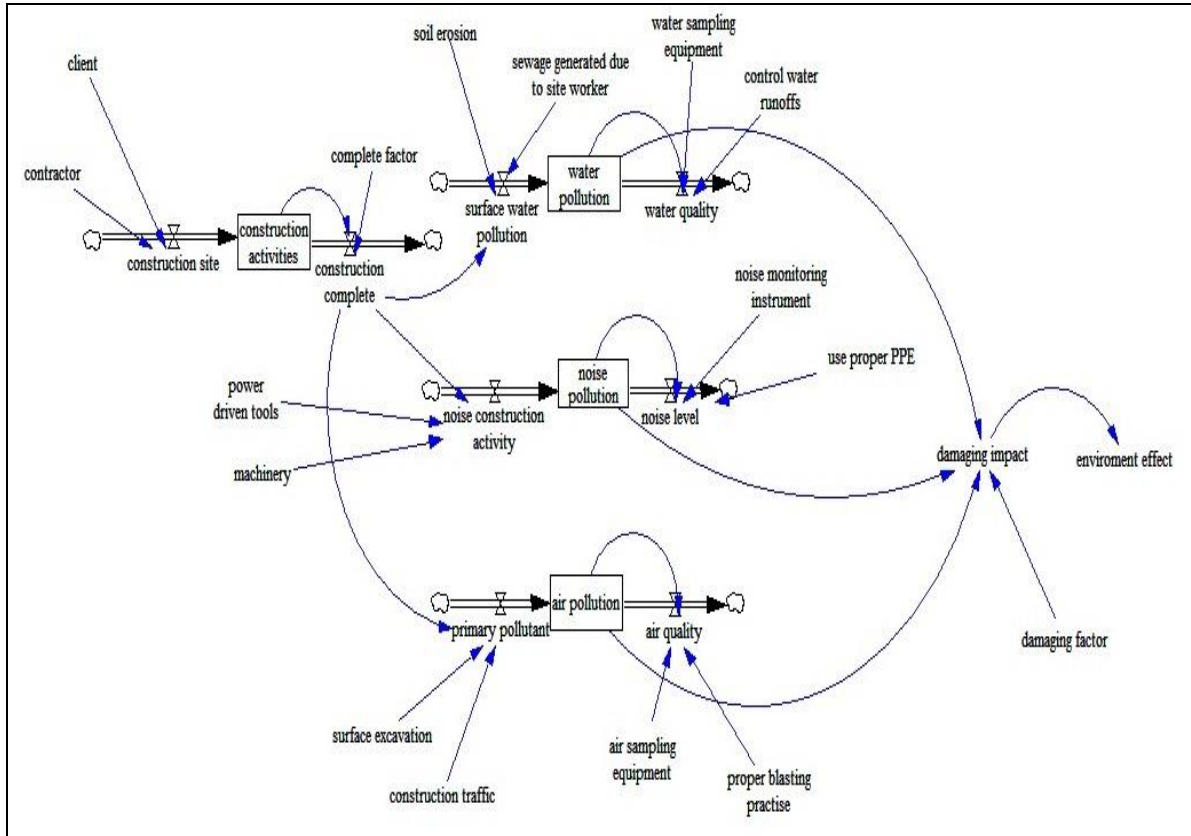 soil erosion
water sampling
equipment
client
sewage generated due
to site worker
control water
runoffs
contractor
complete factor
water
pollution
surface water
pollution
water quality
construction
activities
construction site
construction
complete
noise monitoring
instrument
use proper PPE
power
driven tools
noise
pollution
noise construction
activity
noise level
machinery
damaging impact
enviroment effect
air pollution
primary pollutant
air quality
damaging factor
surface excavation
air sampling
equipment
construction traffic
proper blasting
practise